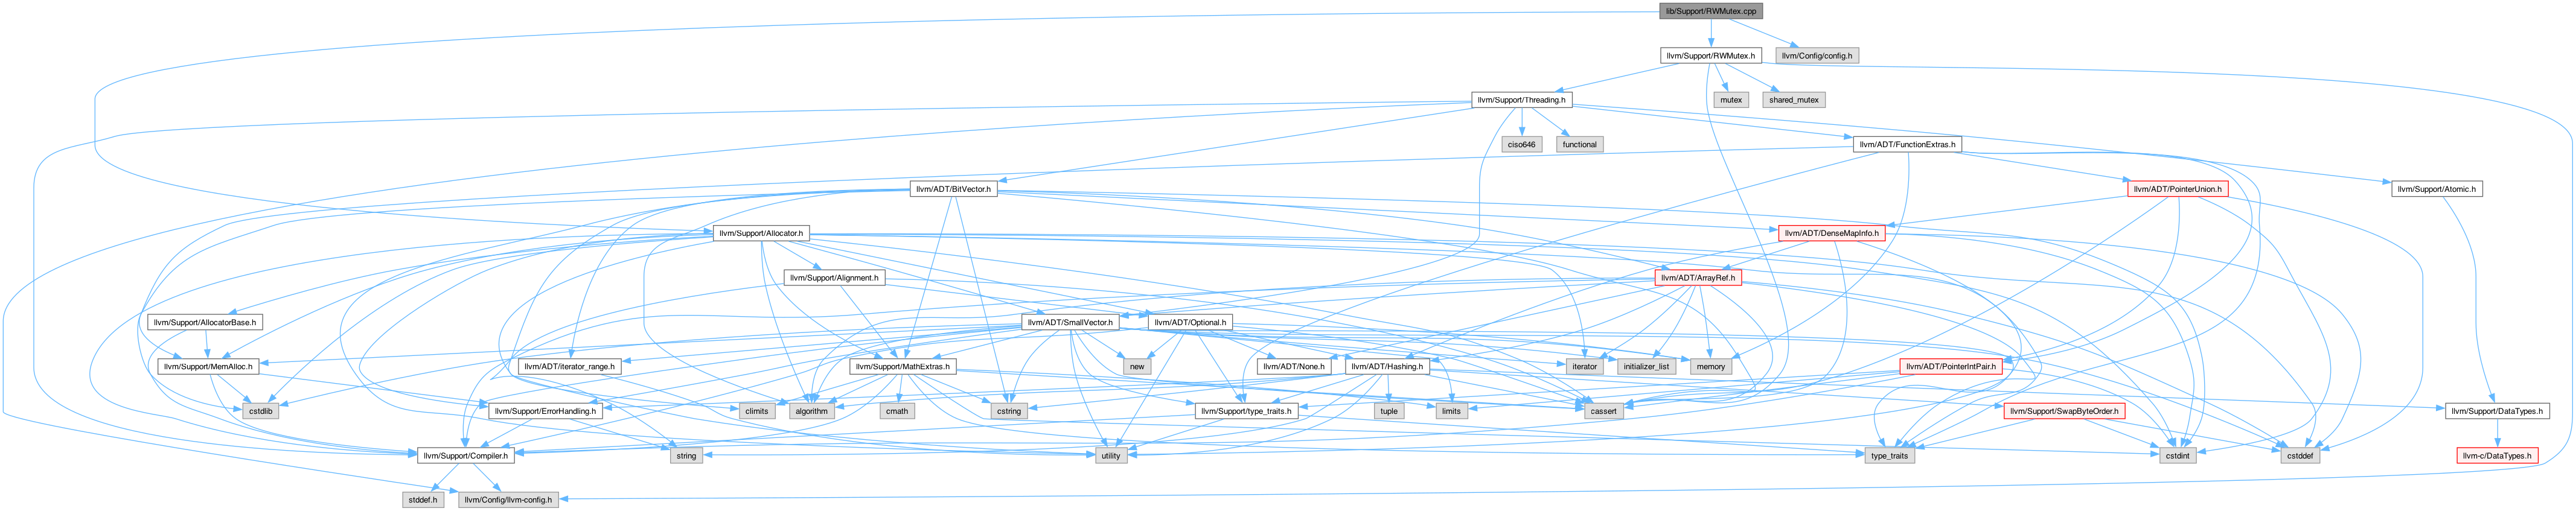 lib/Support/RWMutex.cpp
llvm/Support/RWMutex.h
llvm/Config/config.h
llvm/Support/Threading.h
mutex
shared_mutex
ciso646
functional
llvm/ADT/FunctionExtras.h
llvm/ADT/BitVector.h
llvm/ADT/PointerUnion.h
llvm/Support/Atomic.h
llvm/Support/Allocator.h
llvm/ADT/DenseMapInfo.h
llvm/Support/Alignment.h
llvm/ADT/ArrayRef.h
llvm/Support/AllocatorBase.h
llvm/ADT/SmallVector.h
llvm/ADT/Optional.h
llvm/Support/MemAlloc.h
llvm/ADT/iterator_range.h
llvm/Support/MathExtras.h
new
llvm/ADT/None.h
llvm/ADT/Hashing.h
iterator
initializer_list
memory
llvm/ADT/PointerIntPair.h
cstdlib
llvm/Support/ErrorHandling.h
climits
algorithm
cmath
cstring
llvm/Support/type_traits.h
tuple
limits
cassert
llvm/Support/SwapByteOrder.h
llvm/Support/DataTypes.h
llvm/Support/Compiler.h
string
utility
type_traits
cstdint
cstddef
llvm-c/DataTypes.h
stddef.h
llvm/Config/llvm-config.h